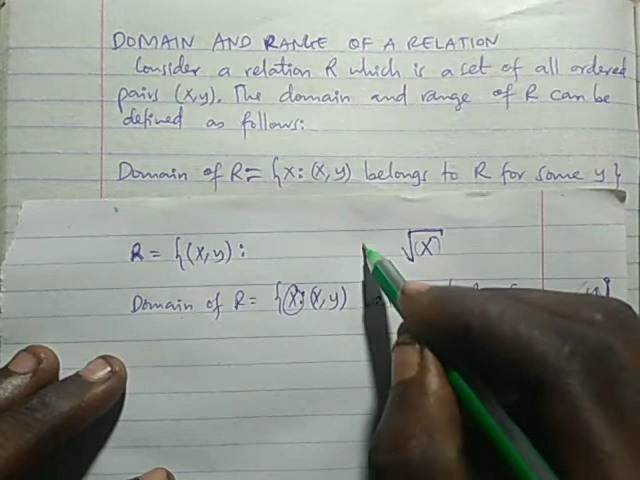 DOMAIN AND RANGE OF A RELATION
Consider a relation R which is a set of all ordered
pairs (x,y). The domain and range of R can be
defined as follows:
Domain of R = {x: (x,y) belongs to R for some y}
R = {(x,y): √(x)
Domain of R = {x: (x,y)